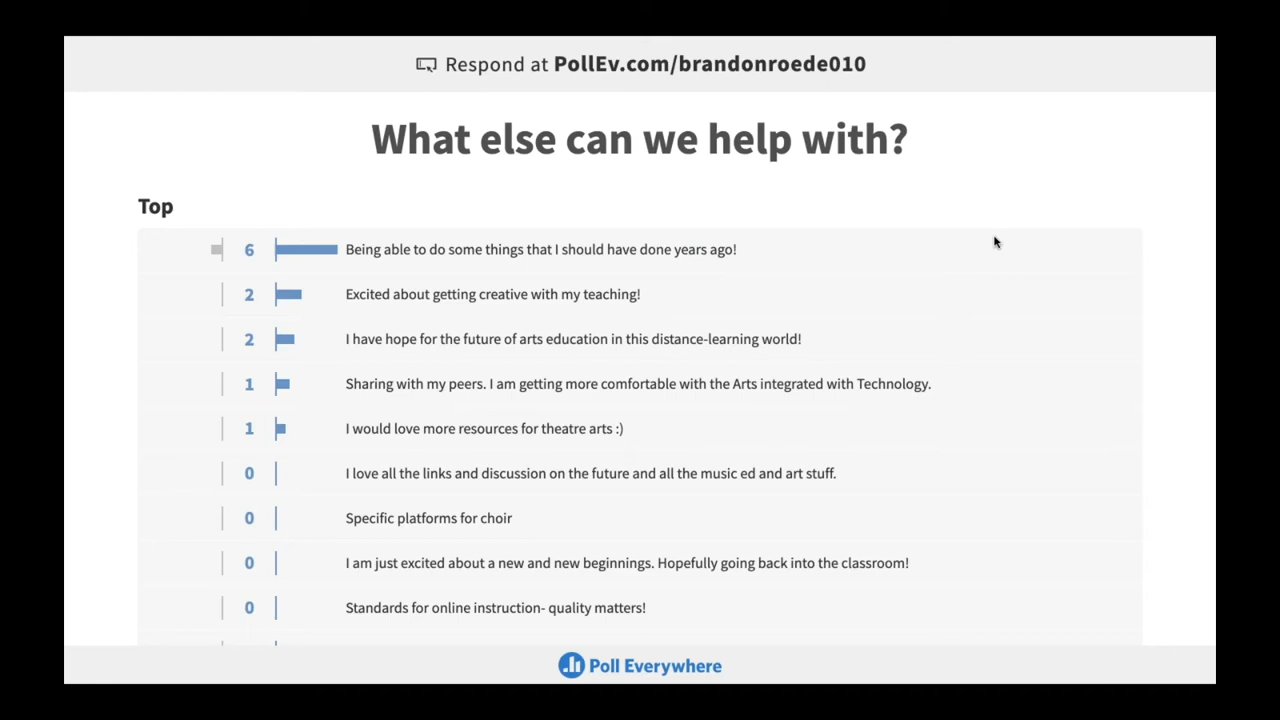 Respond at PollEv.com/brandonroede010
What else can we help with?
Top
6 Being able to do some things that I should have done years ago!
2 Excited about getting creative with my teaching!
2 I have hope for the future of arts education in this distance-learning world!
1 Sharing with my peers. I am getting more comfortable with the Arts integrated with Technology.
1 I would love more resources for theatre arts :)
0 I love all the links and discussion on the future and all the music ed and art stuff.
0 Specific platforms for choir
0 I am just excited about a new and new beginnings. Hopefully going back into the classroom!
0 Standards for online instruction- quality matters!
Poll Everywhere